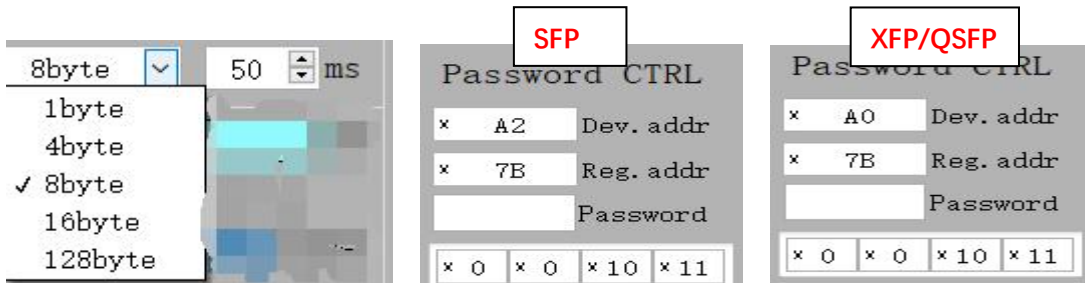 8byte 50 ms
1byte
4byte
✓ 8byte
16byte
128byte
SFP
Password CTRL
× A2 Dev.addr
× 7B Reg.addr
Password
× 0 × 0 × 10 × 11
XFP/QSFP
Password CTRL
× A0 Dev.addr
× 7B Reg.addr
Password
× 0 × 0 × 10 × 11